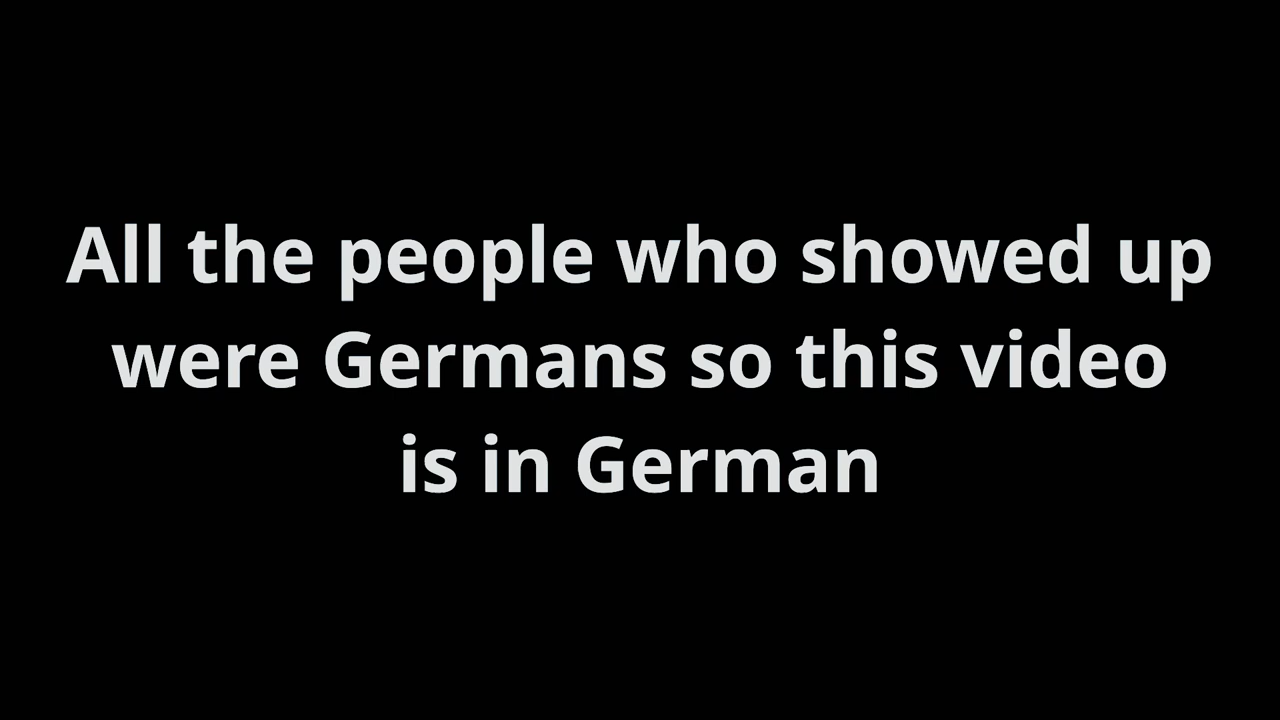 All the people who showed up
were Germans so this video
is in German